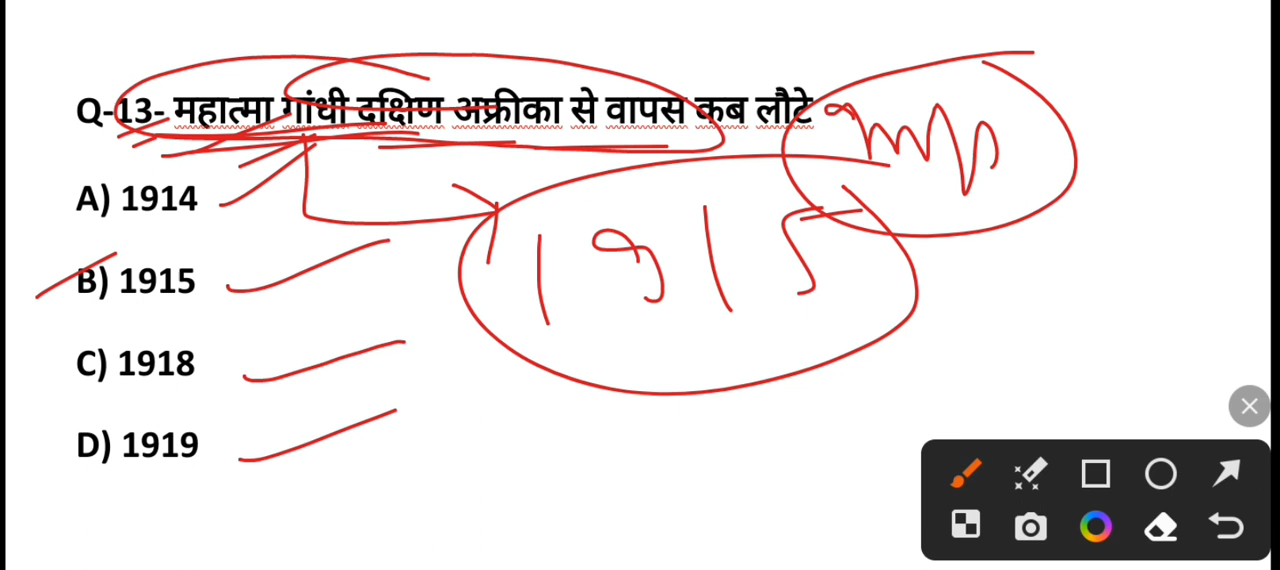 Q-13- महात्मा गांधी दक्षिण अफ्रीका से वापस कब लौटे
A) 1914
B) 1915
1915
C) 1918
D) 1919